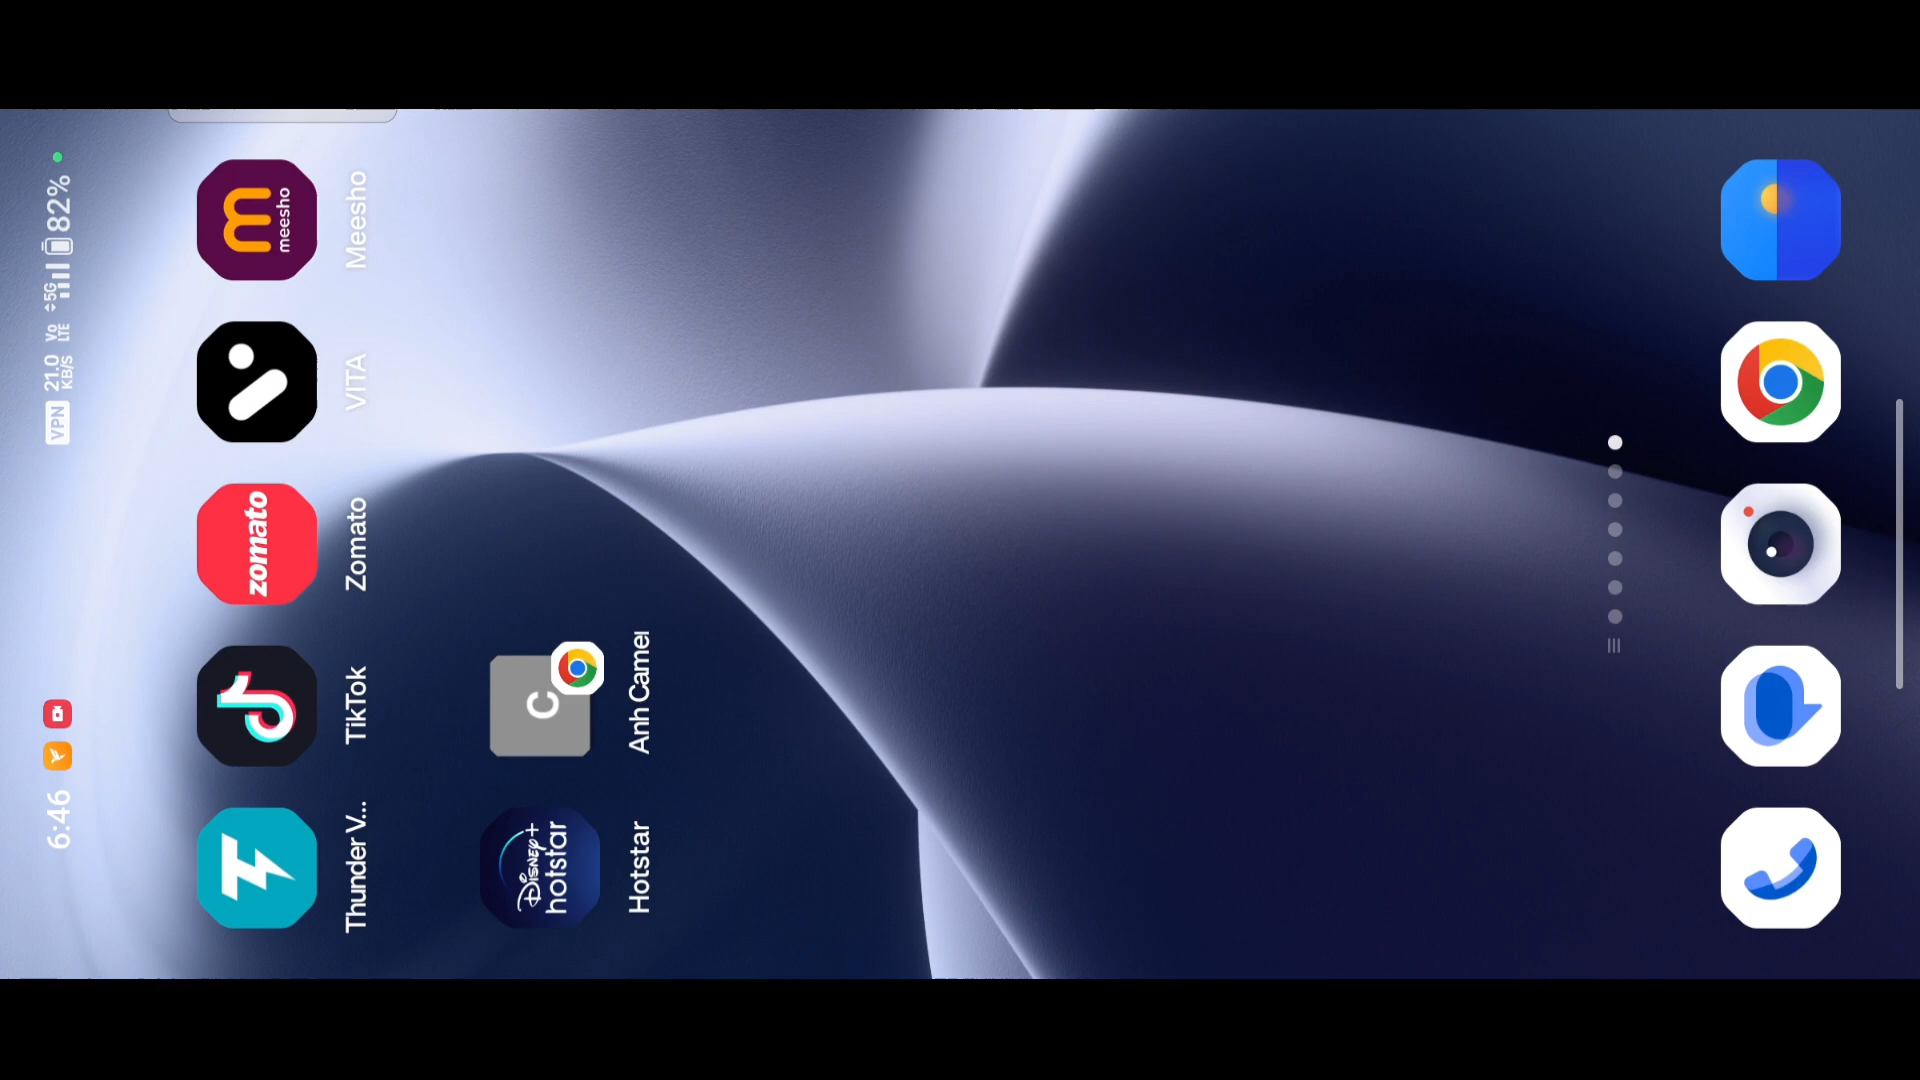 6:46
VPN 21.0 KB/S Vo LTE 5G 82%
Thunder V...
TikTok
zomato
Zomato
VITA
meesho
Meesho
Disney+ hotstar
Hotstar
C
Anh Camei